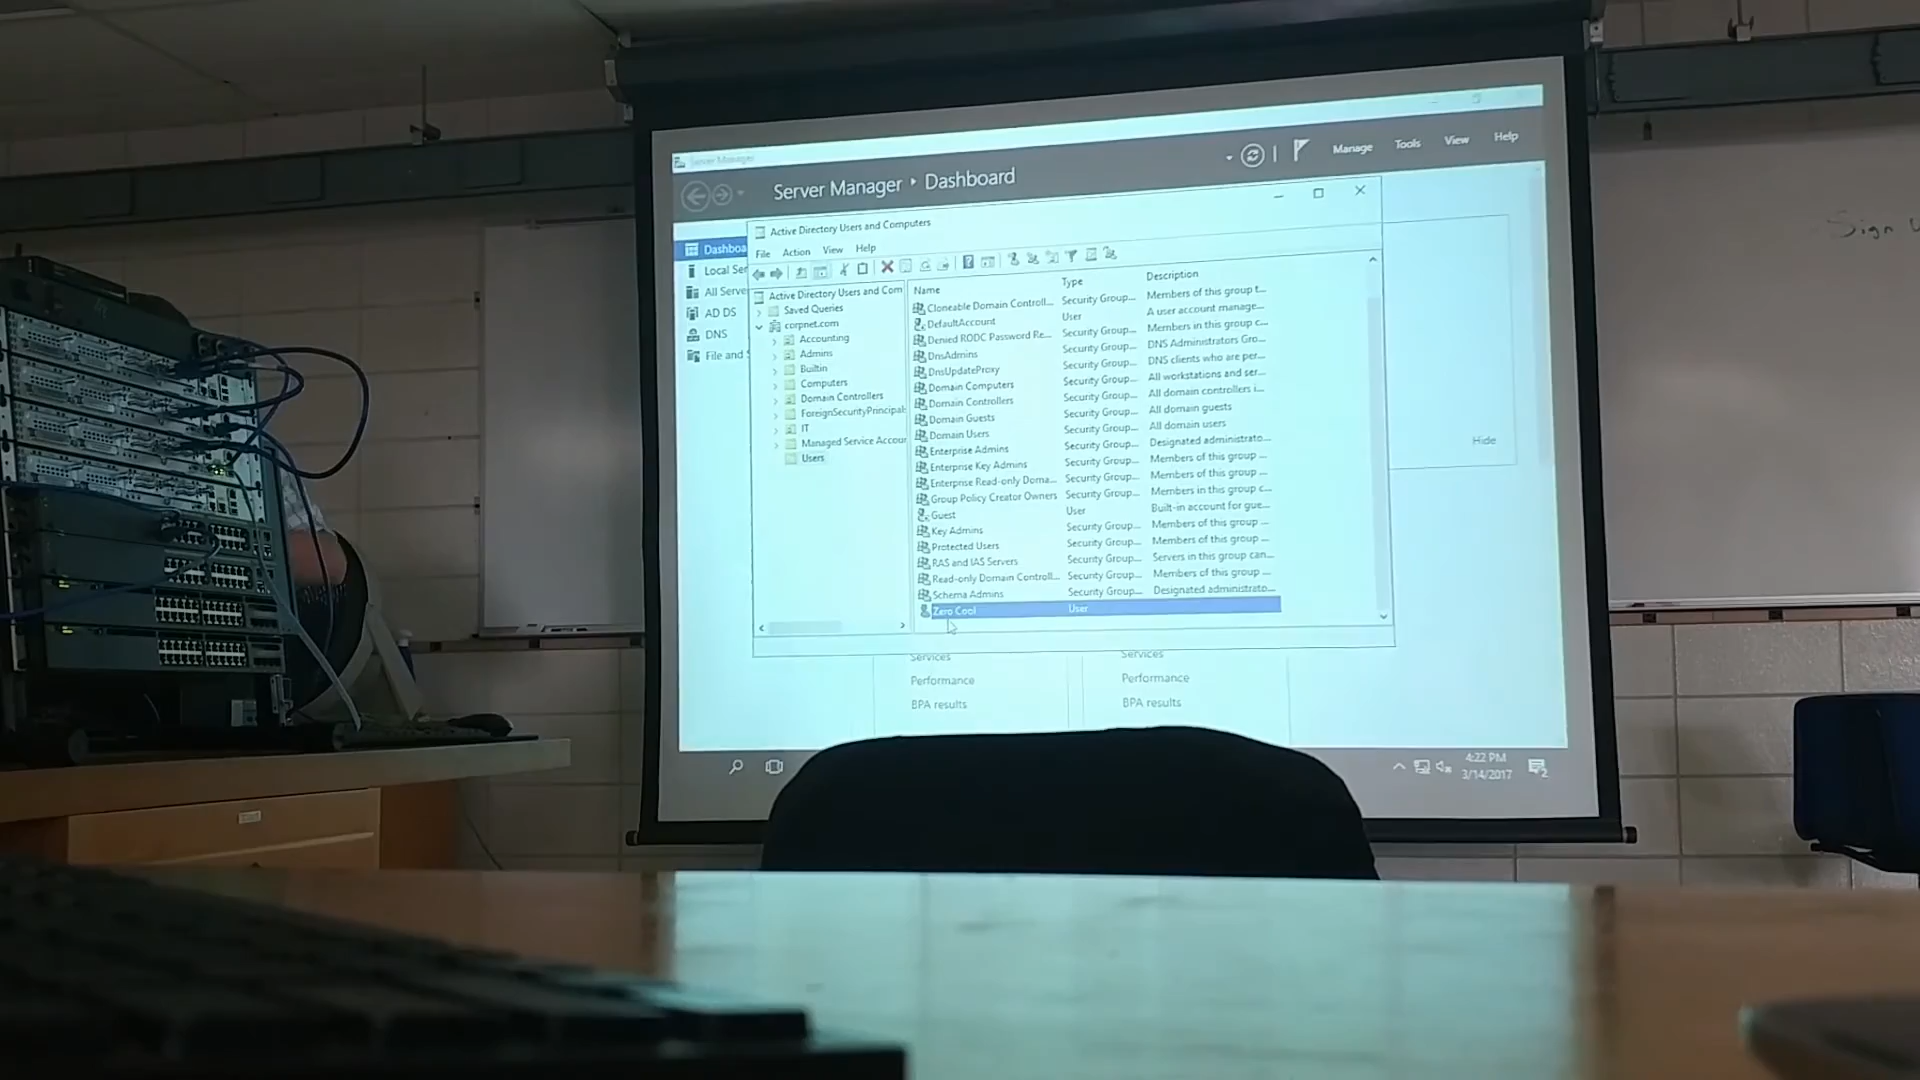 Server Manager
Server Manager ‣ Dashboard
Manage Tools View Help
Sign
Active Directory Users and Computers
File Action View Help
Dashboa
Local Ser
All Serve
AD DS
DNS
File and S
Active Directory Users and Com
Saved Queries
corpnet.com
Accounting
Admins
Builtin
Computers
Domain Controllers
ForeignSecurityPrincipals
IT
Managed Service Accour
Users
Name Type Description
Cloneable Domain Controll... Security Group... Members of this group t...
DefaultAccount User A user account manage...
Denied RODC Password Re... Security Group... Members in this group c...
DnsAdmins Security Group... DNS Administrators Gro...
DnsUpdateProxy Security Group... DNS clients who are per...
Domain Computers Security Group... All workstations and ser...
Domain Controllers Security Group... All domain controllers i...
Domain Guests Security Group... All domain guests
Domain Users Security Group... All domain users
Enterprise Admins Security Group... Designated administrato...
Enterprise Key Admins Security Group... Members of this group ...
Enterprise Read-only Doma... Security Group... Members of this group ...
Group Policy Creator Owners Security Group... Members in this group c...
Guest User Built-in account for gue...
Key Admins Security Group... Members of this group ...
Protected Users Security Group... Members of this group ...
RAS and IAS Servers Security Group... Servers in this group can...
Read-only Domain Controll... Security Group... Members of this group ...
Schema Admins Security Group... Designated administrato...
Zero Cool User
Hide
Services Services
Performance Performance
BPA results BPA results
4:22 PM
3/14/2017
2